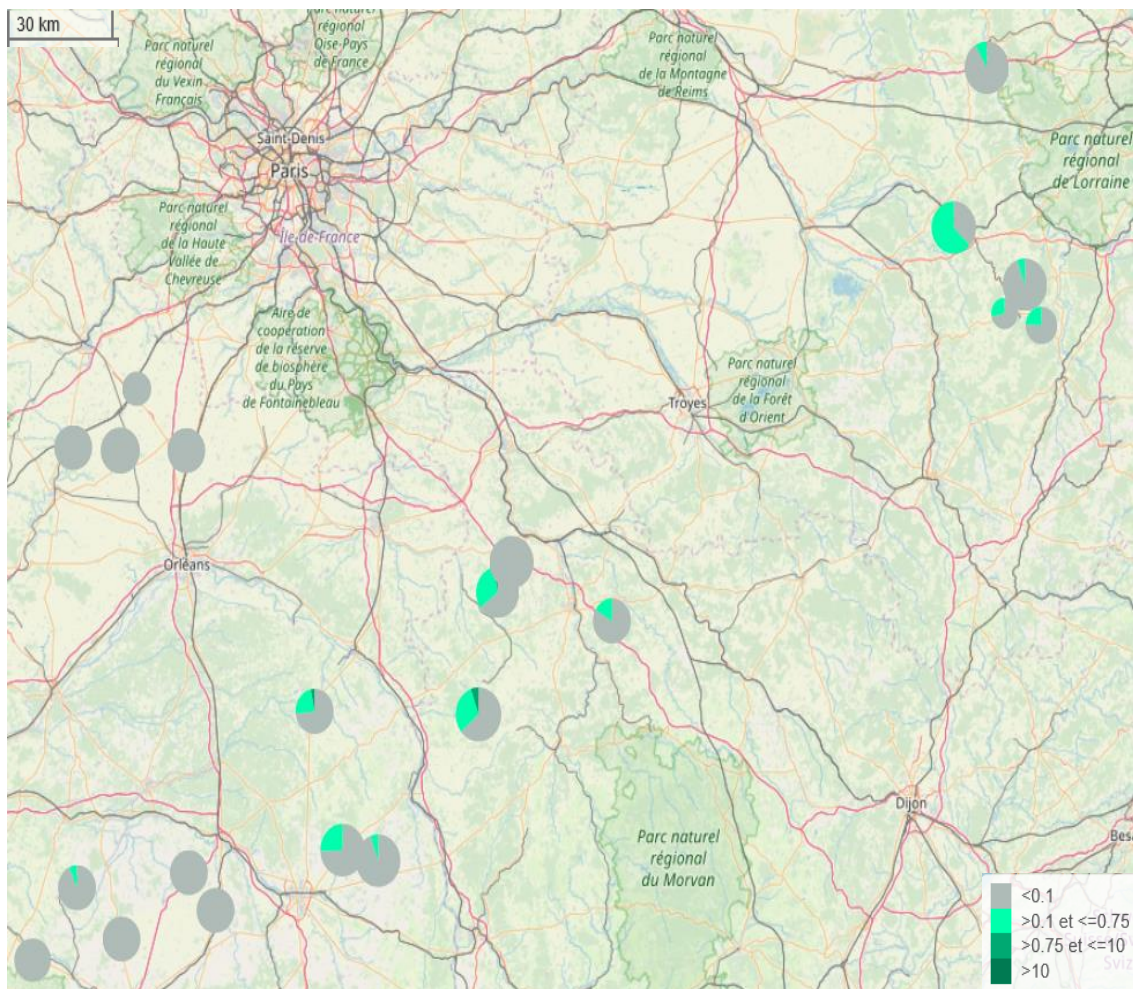 30 km
Parc naturel
régional
du Vexin
Français
Parc naturel
régional
Oise-Pays
de France
Parc naturel
régional
de la Montagne
de Reims
Saint-Denis
Paris
Parc naturel
régional
de Lorraine
Parc naturel
régional
de la Haute
Vallée de
Chevreuse
Île-de-France
Aire de
coopération
de la réserve
de biosphère
du Pays
de Fontainebleau
Parc naturel
régional
de la Forêt
d'Orient
Troyes
Orléans
Dijon
Parc naturel
régional
du Morvan
<0.1
>0.1 et <=0.75
>0.75 et <=10
>10